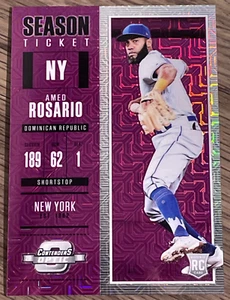 SEASON
TICKET
NY
AMED
ROSARIO
DOMINICAN REPUBLIC
189 62 1
SHORTSTOP
NEW YORK
EST. 1962
CONTENDERS
RC